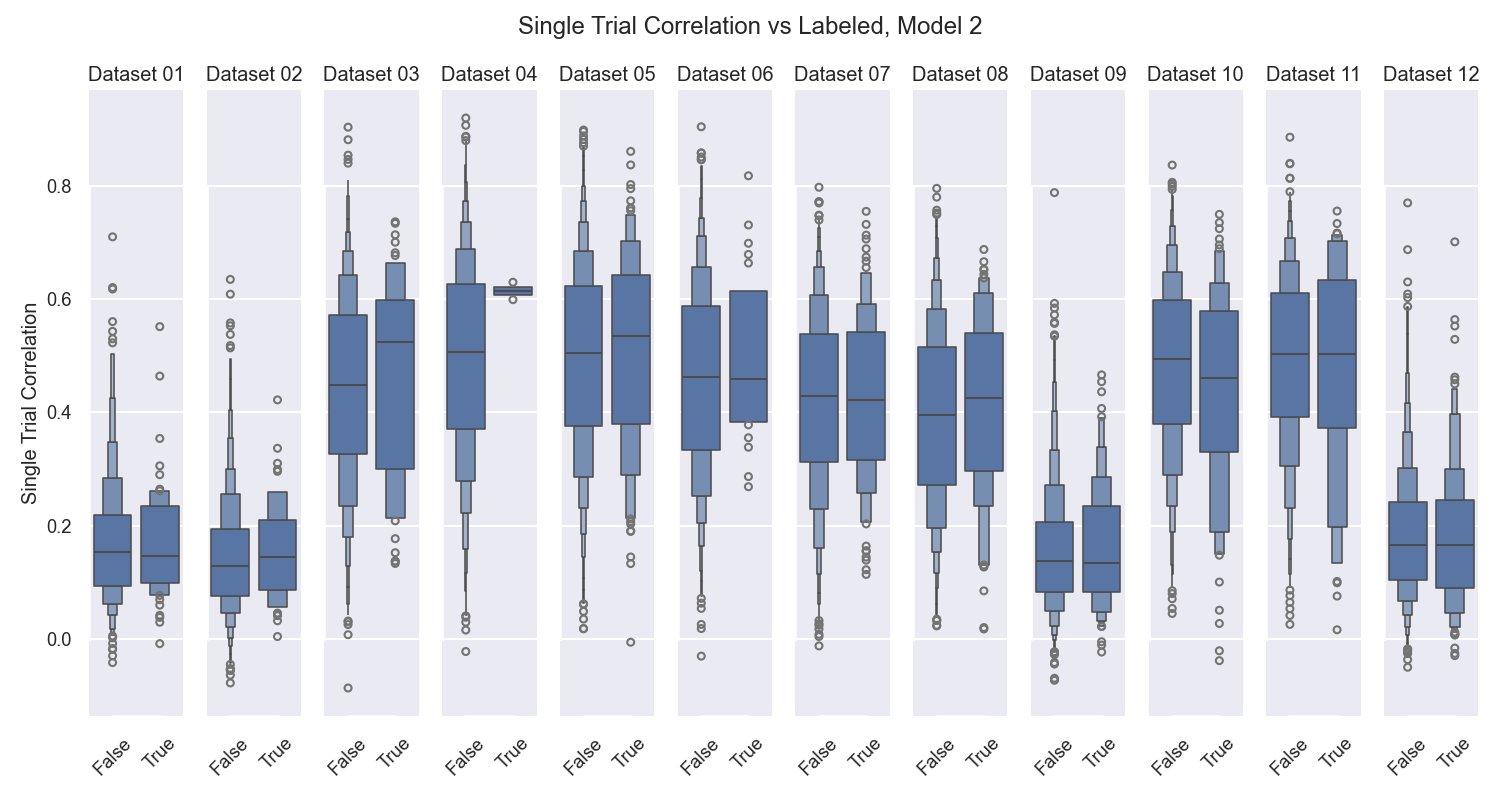 Single Trial Correlation vs Labeled, Model 2
Dataset 01 Dataset 02 Dataset 03 Dataset 04 Dataset 05 Dataset 06 Dataset 07 Dataset 08 Dataset 09 Dataset 10 Dataset 11 Dataset 12
Single Trial Correlation
0.8
0.6
0.4
0.2
0.0
False True False True False True False True False True False True False True False True False True False True False True False True